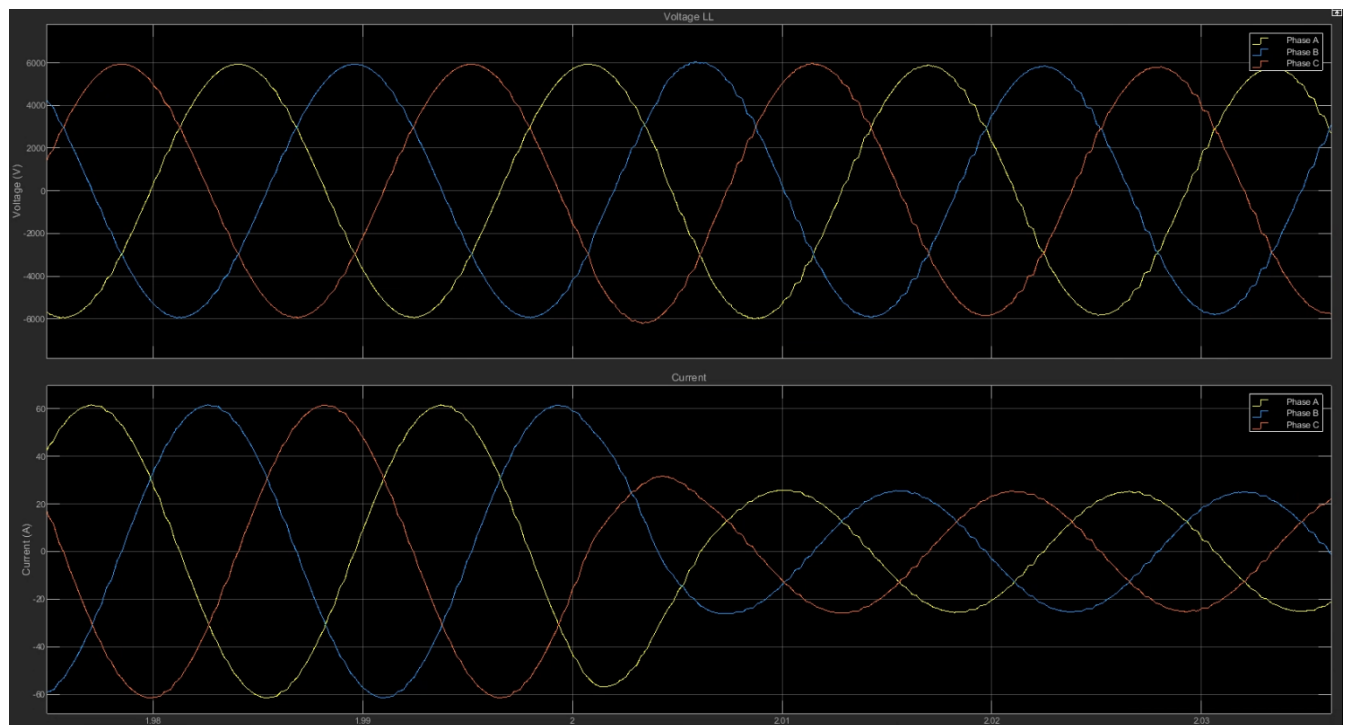 Voltage LL
Phase A
Phase B
Phase C
Voltage (V)
6000
4000
2000
0
-2000
-4000
-6000
Current
Phase A
Phase B
Phase C
Current (A)
60
40
20
0
-20
-40
-60
1.98
1.99
2
2.01
2.02
2.03